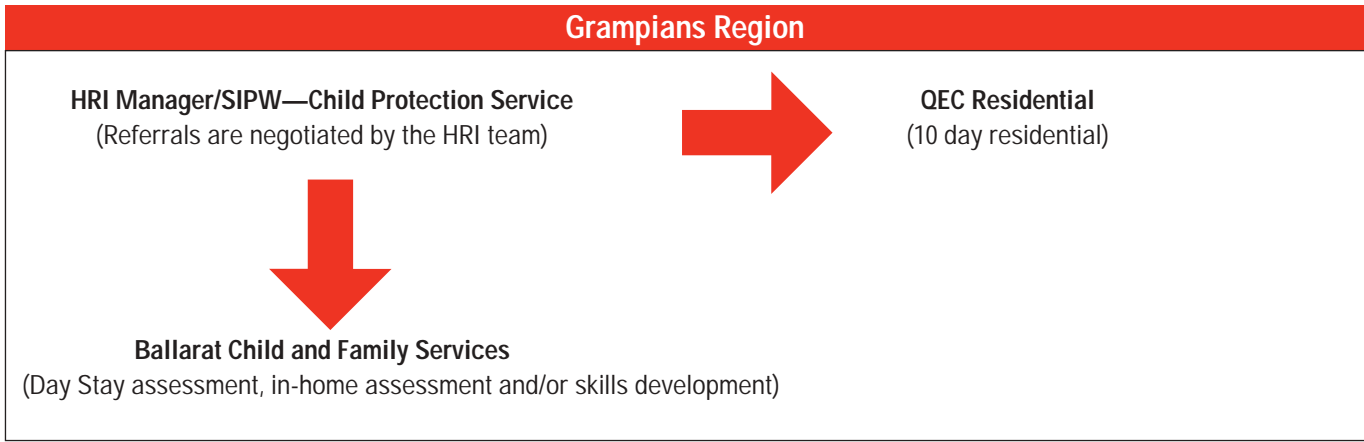 Grampians Region
HRI Manager/SIPW—Child Protection Service
(Referrals are negotiated by the HRI team)
QEC Residential
(10 day residential)
Ballarat Child and Family Services
(Day Stay assessment, in-home assessment and/or skills development)